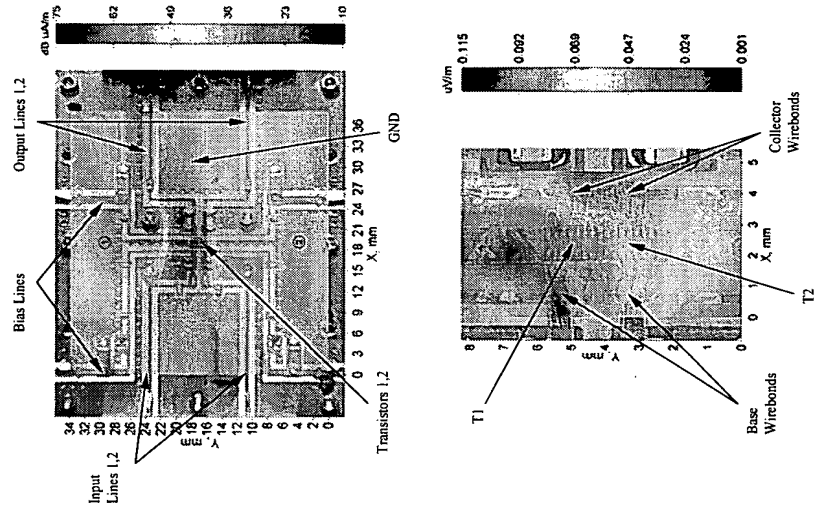 dB uA/m
-75
-62
-49
-36
-23
-10
Output Lines 1,2
Bias Lines
Input
Lines 1,2
GND
Transistors 1,2
Y, mm
34
32
30
28
26
24
22
20
18
16
14
12
10
8
6
4
2
0
0 3 6 9 12 15 18 21 24 27 30 33 36
X, mm
uV/m
0.115
0.092
0.069
0.047
0.024
0.001
Collector
Wirebonds
Y, mm
8
7
6
5
4
3
2
1
0
0 1 2 3 4 5
X, mm
T1
T2
Base
Wirebonds